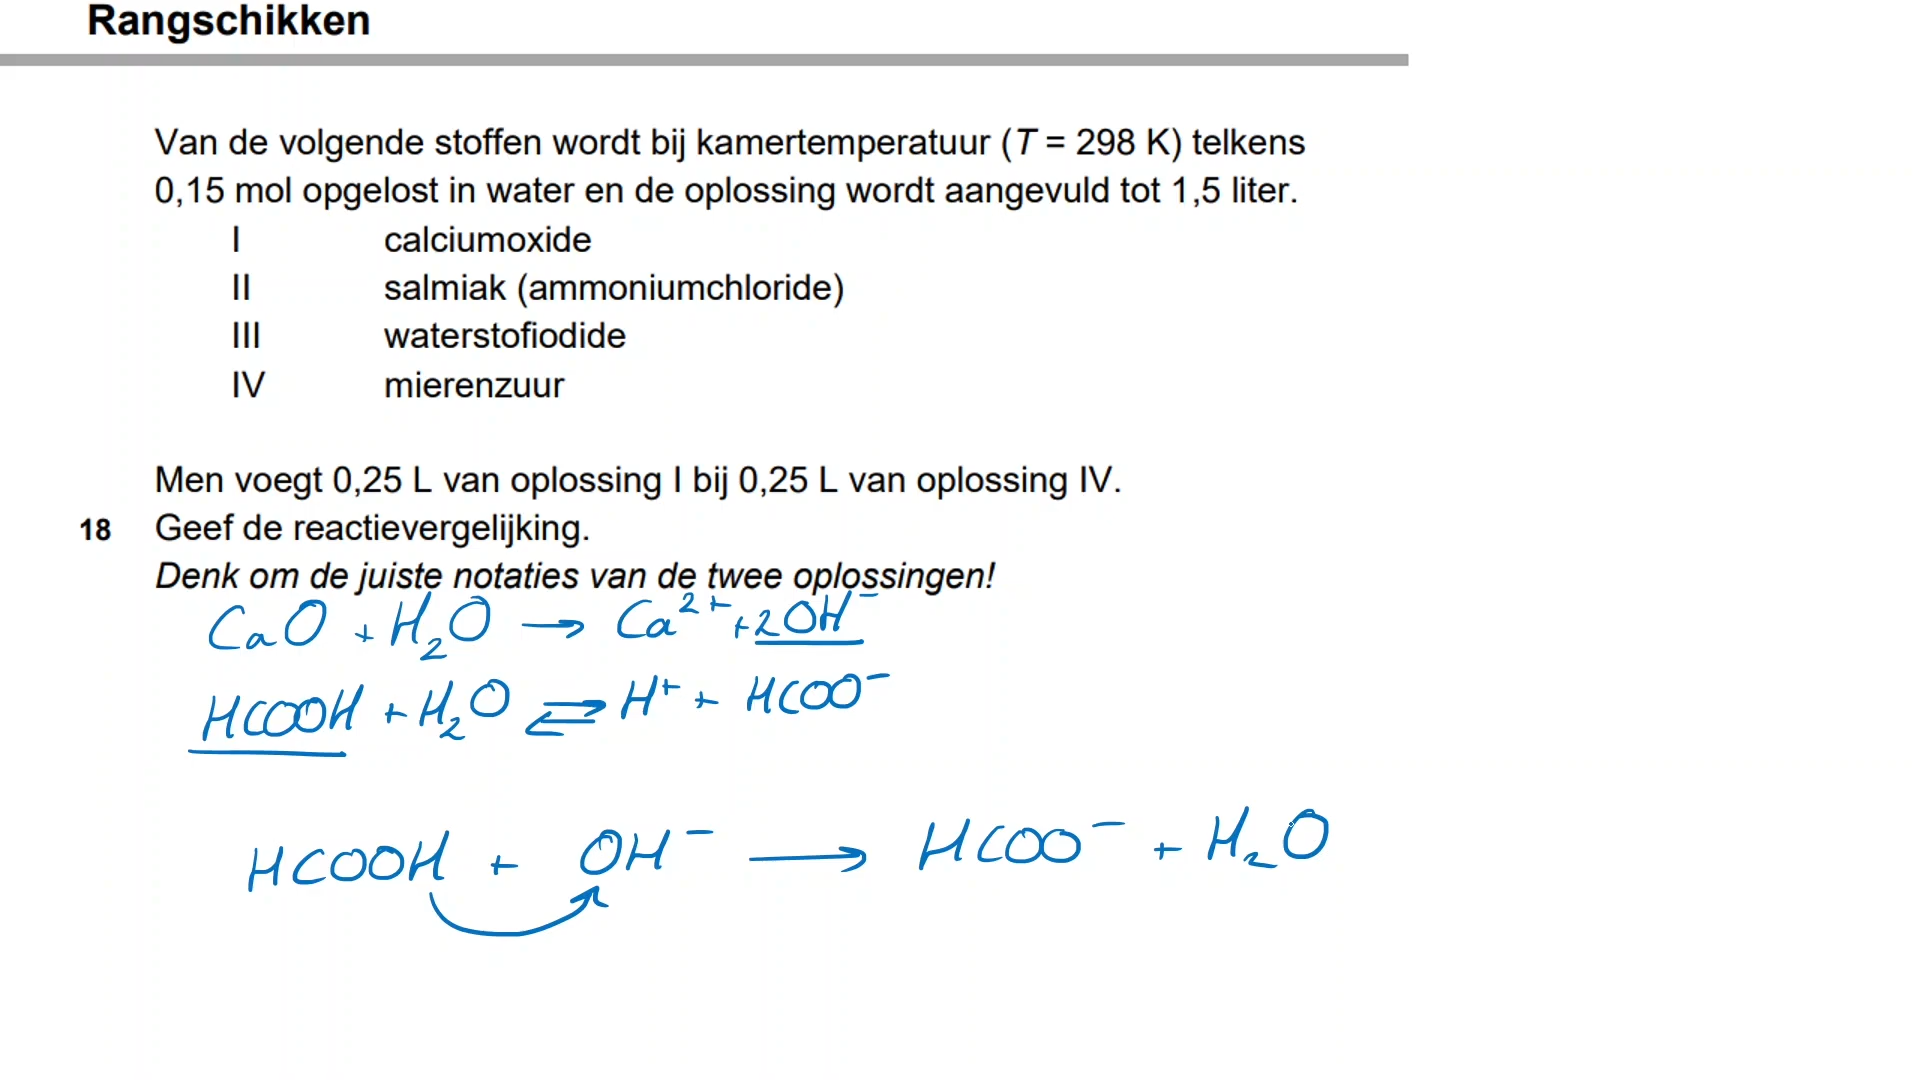 Rangschikken
Van de volgende stoffen wordt bij kamertemperatuur (T = 298 K) telkens
0,15 mol opgelost in water en de oplossing wordt aangevuld tot 1,5 liter.
I calciumoxide
II salmiak (ammoniumchloride)
III waterstofiodide
IV mierenzuur
Men voegt 0,25 L van oplossing I bij 0,25 L van oplossing IV.
18 Geef de reactievergelijking.
Denk om de juiste notaties van de twee oplossingen!
CaO + H₂O → Ca²⁺ + 2OH⁻
HCOOH + H₂O ⇄ H⁺ + HCOO⁻
HCOOH + OH⁻ → HCOO⁻ + H₂O